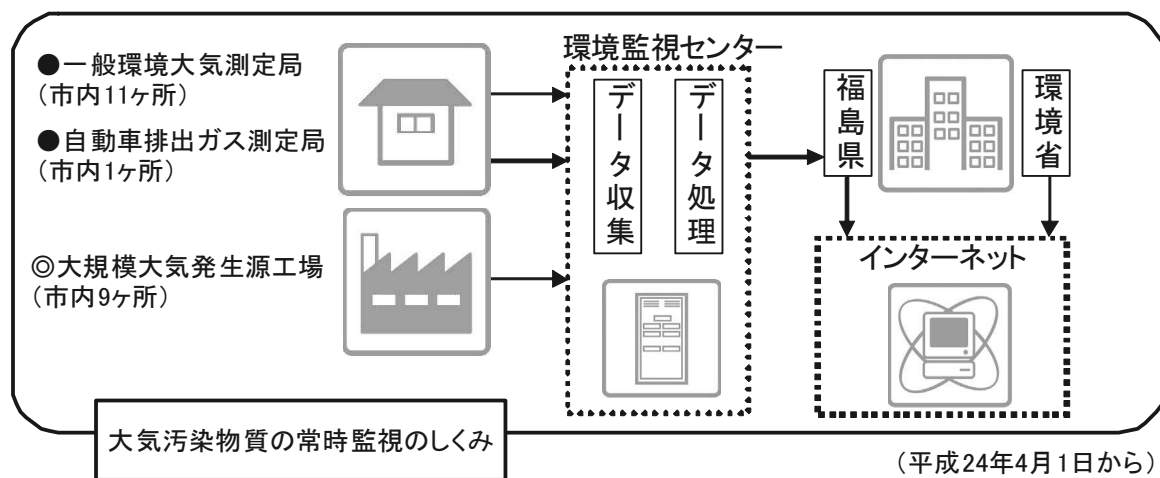 ●一般環境大気測定局
(市内11ヶ所)
●自動車排出ガス測定局
(市内1ヶ所)
◎大規模大気発生源工場
(市内9ヶ所)
環境監視センター
データ収集
データ処理
福島県
環境省
インターネット
大気汚染物質の常時監視のしくみ
(平成24年4月1日から)